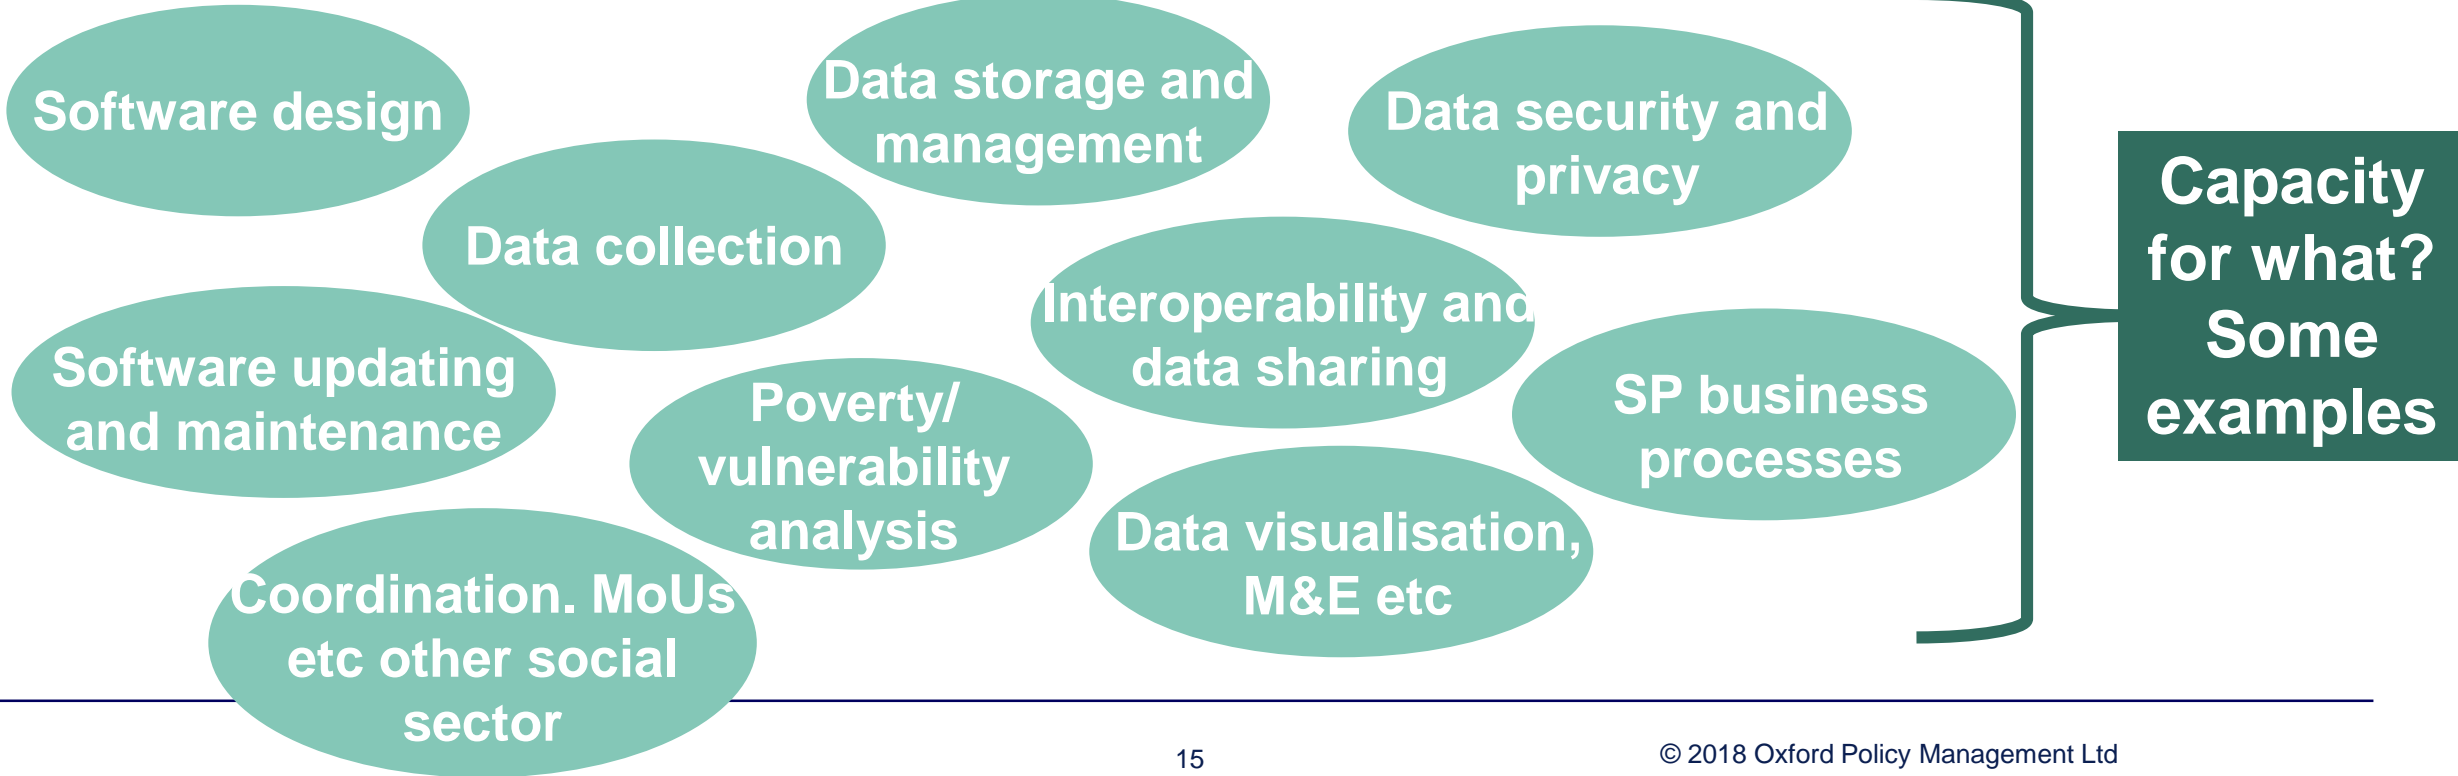 Software design
Data storage and
management
Data security and
privacy
Data collection
Interoperability and
data sharing
Software updating
and maintenance
Poverty/
vulnerability
analysis
SP business
processes
Data visualisation,
M&E etc
Coordination. MoUs
etc other social
sector
Capacity
for what?
Some
examples
15
© 2018 Oxford Policy Management Ltd